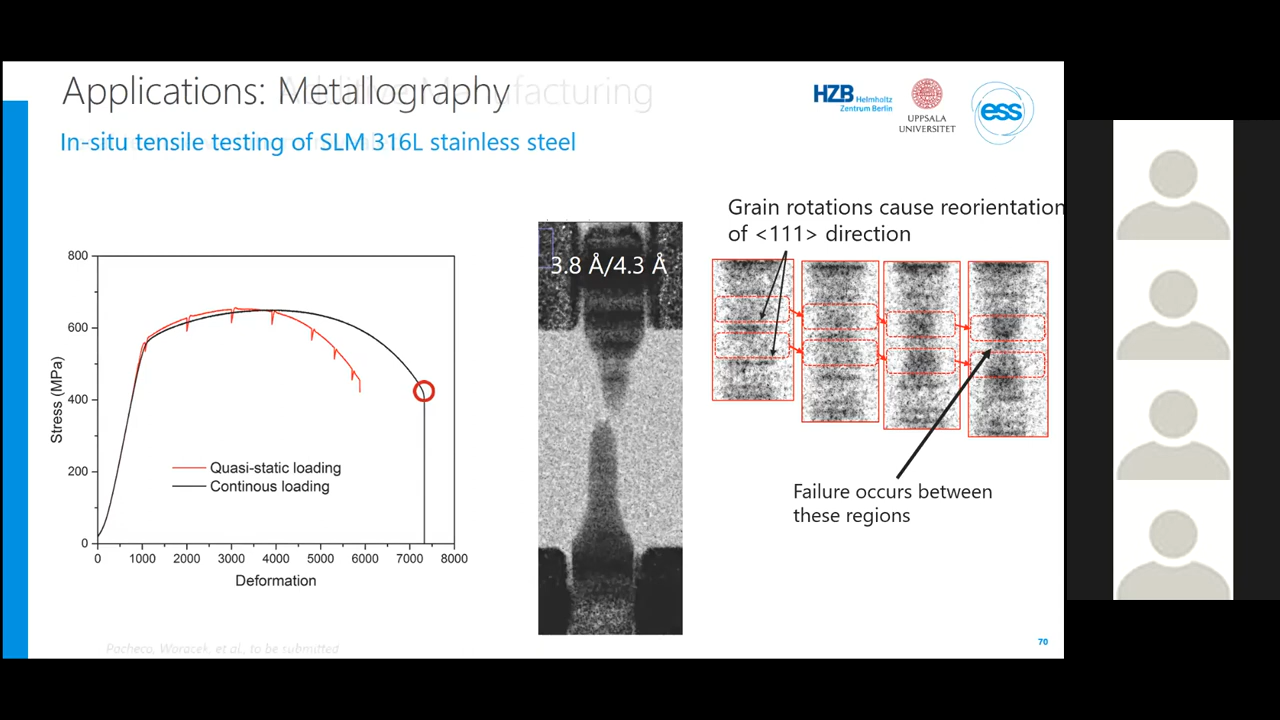 Applications: Metallography
In-situ tensile testing of SLM 316L stainless steel
HZB Helmholtz
Zentrum Berlin
UPPSALA
UNIVERSITET
ess
Grain rotations cause reorientation
of <111> direction
3.8 Å/4.3 Å
800
600
400
200
0
Stress (MPa)
Quasi-static loading
Continous loading
0 1000 2000 3000 4000 5000 6000 7000 8000
Deformation
Failure occurs between
these regions
Pacheco, Woracek, et al., to be submitted
70